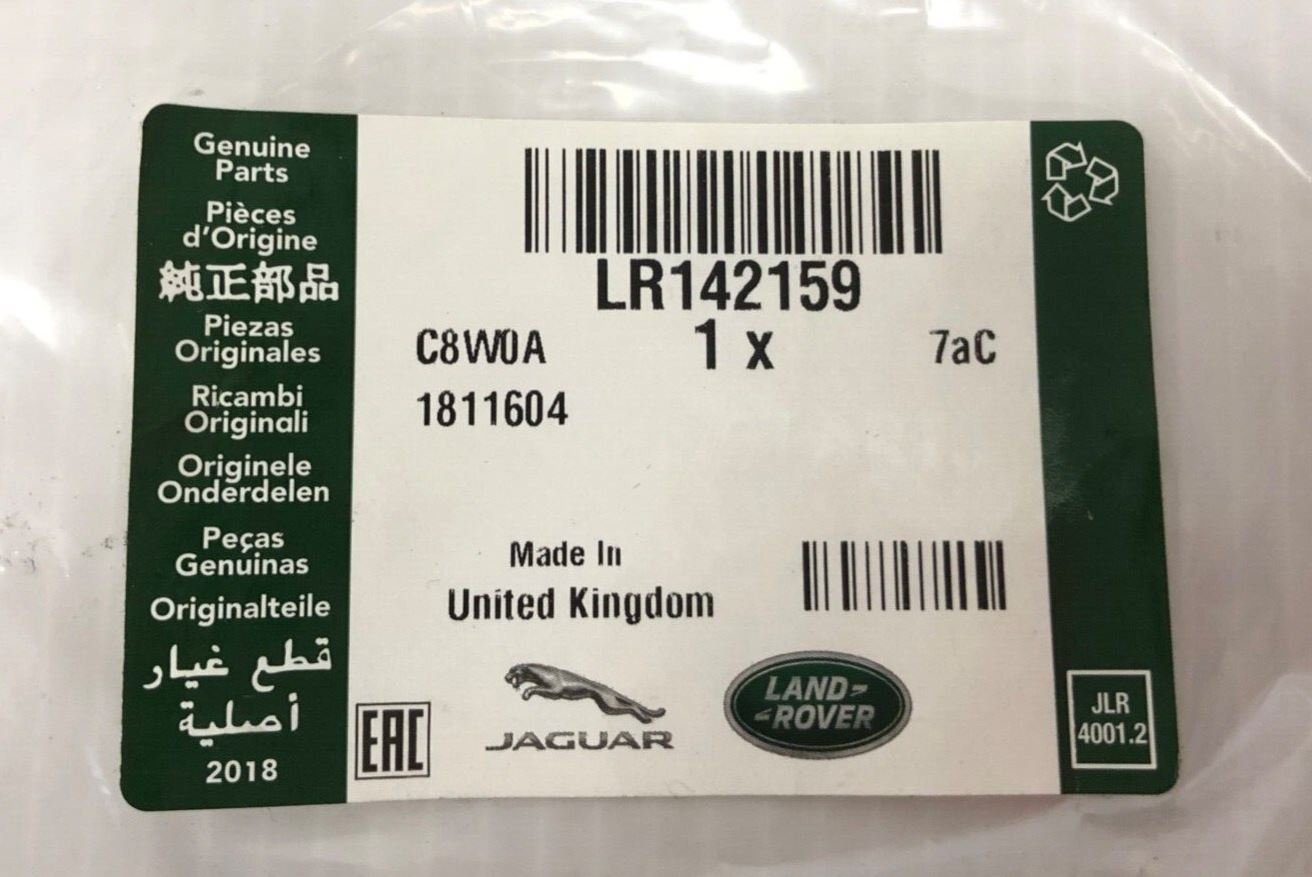 Genuine
Parts
Pièces
d'Origine
純正部品
Piezas
Originales
Ricambi
Originali
Originele
Onderdelen
Peças
Genuinas
Originalteile
قطع غيار
أصلية
2018
LR142159
C8W0A 1 x 7aC
1811604
Made In
United Kingdom
EAC
JAGUAR
LAND-
-ROVER
JLR
4001.2